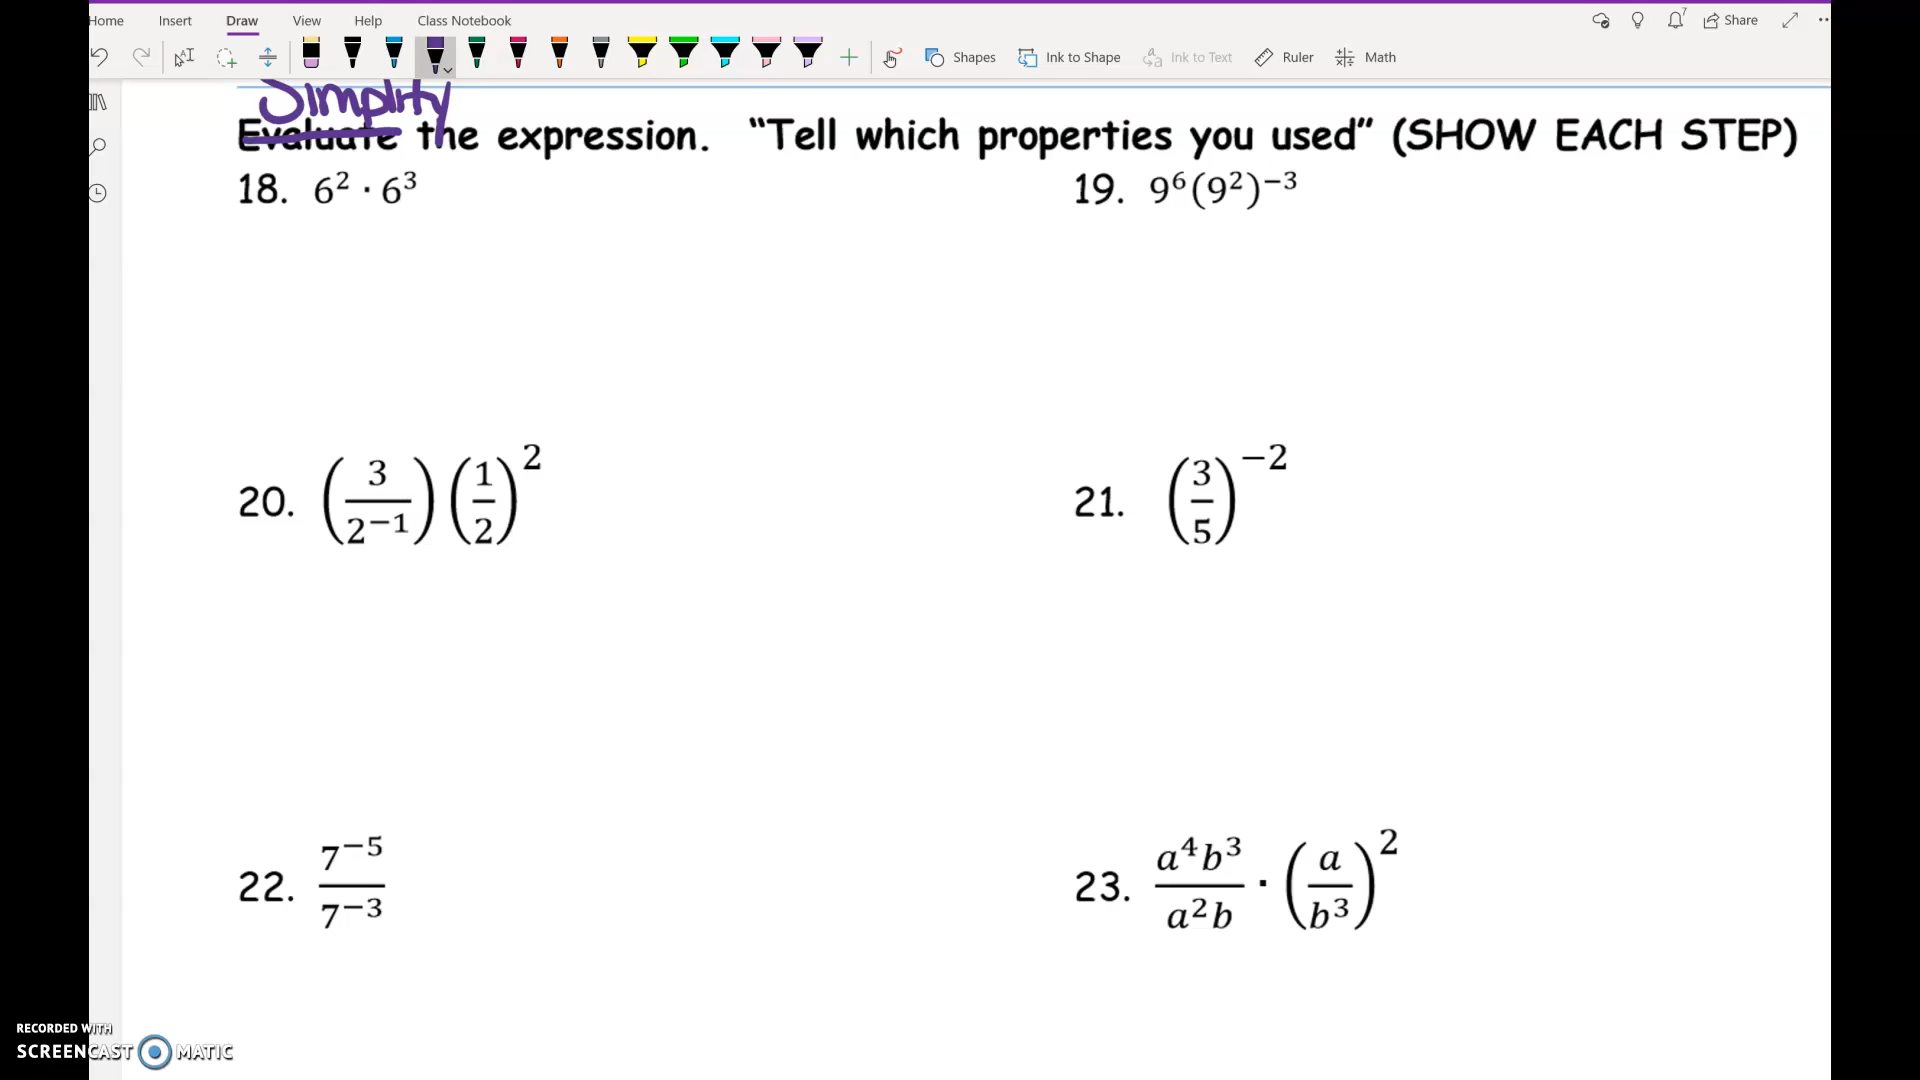 Home Insert Draw View Help Class Notebook
7 Share
Ink to Shape Ink to Text Ruler Math Shapes
Simplify
Evaluate the expression. “Tell which properties you used” (SHOW EACH STEP)
18. 6² · 6³
19. 9⁶(9²)⁻³
20. (3/2⁻¹)(1/2)²
21. (3/5)⁻²
22. 7⁻⁵/7⁻³
23. a⁴b³/a²b · (a/b³)²
RECORDED WITH
SCREENCAST MATIC